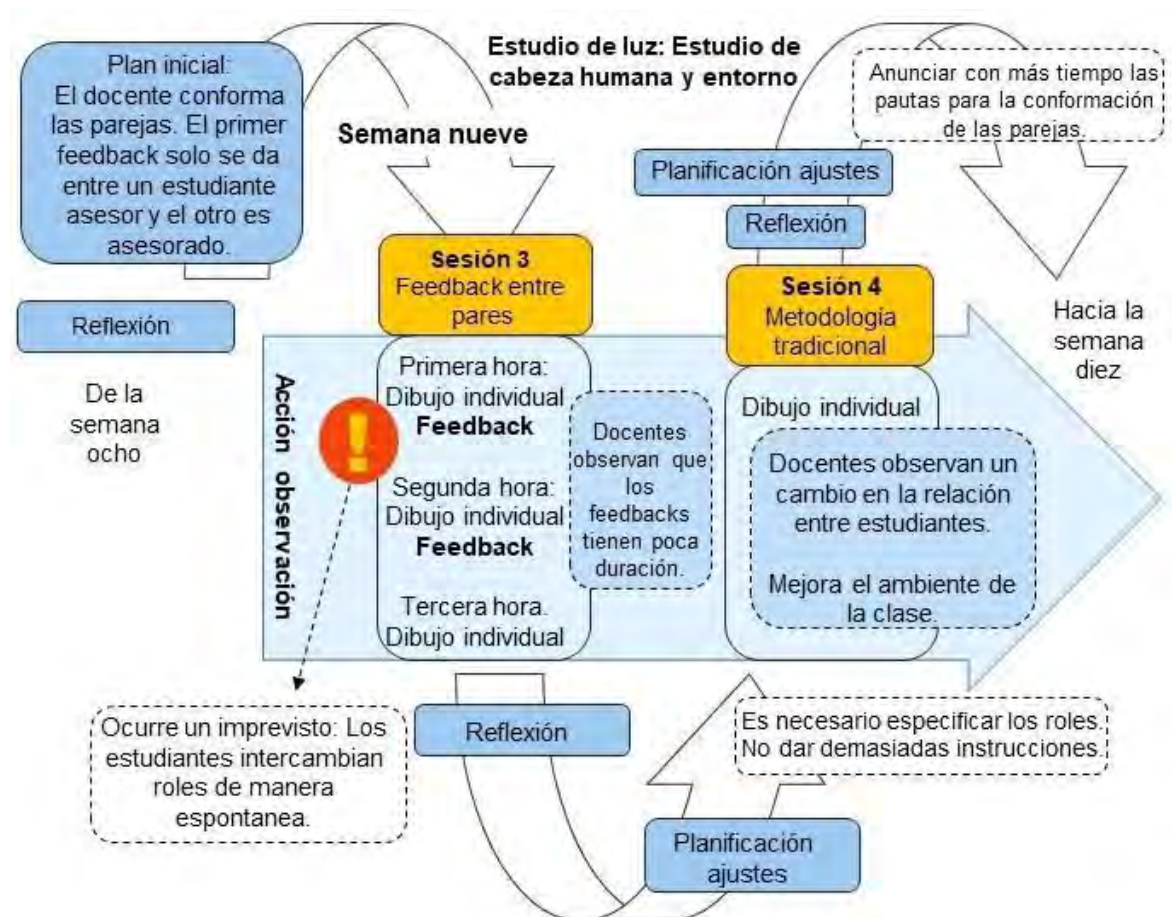 Estudio de luz: Estudio de
cabeza humana y entorno
Plan inicial:
El docente conforma
las parejas. El primer
feedback solo se da
entre un estudiante
asesor y el otro es
asesorado.
Semana nueve
Anunciar con más tiempo las
pautas para la conformación
de las parejas.
Planificación ajustes
Reflexión
Reflexión
De la
semana
ocho
Sesión 3
Feedback entre
pares
Sesión 4
Metodología
tradicional
Hacia la
semana
diez
Acción observación
Primera hora:
Dibujo individual
Feedback
Segunda hora:
Dibujo individual
Feedback
Tercera hora.
Dibujo individual
Docentes
observan que
los
feedbacks
tienen poca
duración.
Dibujo individual
Docentes observan un
cambio en la relación
entre estudiantes.
Mejora el ambiente de
la clase.
Ocurre un imprevisto: Los
estudiantes intercambian
roles de manera
espontanea.
Reflexión
Es necesario especificar los roles.
No dar demasiadas instrucciones.
Planificación
ajustes